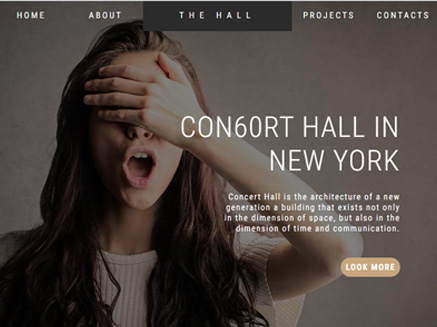 HOME ABOUT THE HALL PROJECTS CONTACTS
CON60RT HALL IN
NEW YORK
Concert Hall is the architecture of a new
generation a building that exists not only
in the dimension of space, but also in the
dimension of time and communication.
LOOK MORE